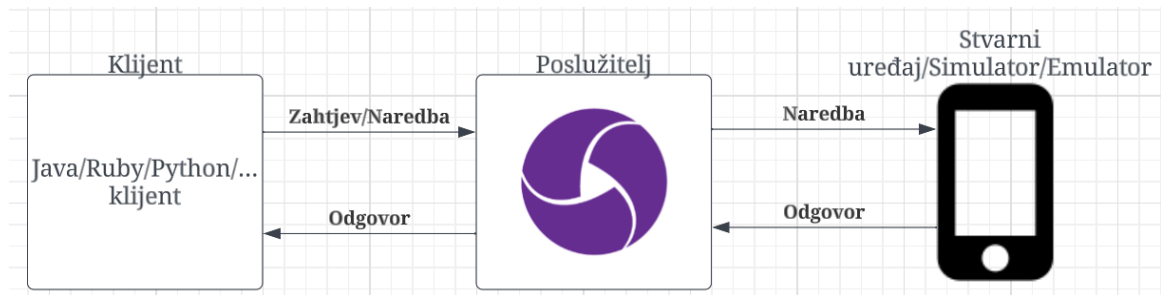 Klijent
Poslužitelj
Stvarni
uređaj/Simulator/Emulator
Zahtjev/Naredba
Naredba
Java/Ruby/Python/...
klijent
Odgovor
Odgovor